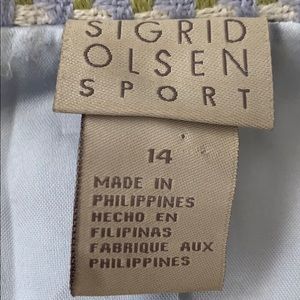 SIGRID
OLSEN
SPORT
14
MADE IN
PHILIPPINES
HECHO EN
FILIPINAS
FABRIQUE AUX
PHILIPPINES